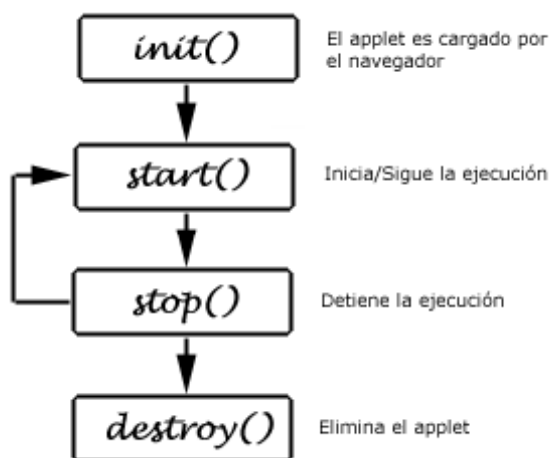 init()
El applet es cargado por
el navegador
start()
Inicia/Sigue la ejecución
stop()
Detiene la ejecución
destroy()
Elimina el applet